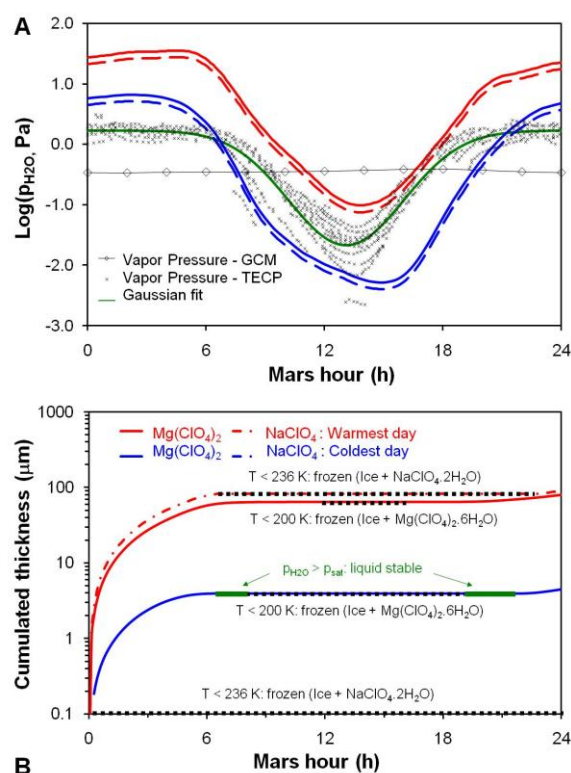 A
2.0
1.0
0.0
-1.0
-2.0
-3.0
Log(pH2O, Pa)
Vapor Pressure - GCM
Vapor Pressure - TECP
Gaussian fit
0 6 12 18 24
Mars hour (h)
1000
100
10
1
0.1
Cumulated thickness (μm)
Mg(ClO4)2 NaClO4 : Warmest day
Mg(ClO4)2 NaClO4 : Coldest day
T < 236 K: frozen (Ice + NaClO4.2H2O)
T < 200 K: frozen (Ice + Mg(ClO4)2.6H2O)
pH2O > psat: liquid stable
T < 200 K: frozen (Ice + Mg(ClO4)2.6H2O)
T < 236 K: frozen (Ice + NaClO4.2H2O)
0 6 12 18 24
Mars hour (h)
B